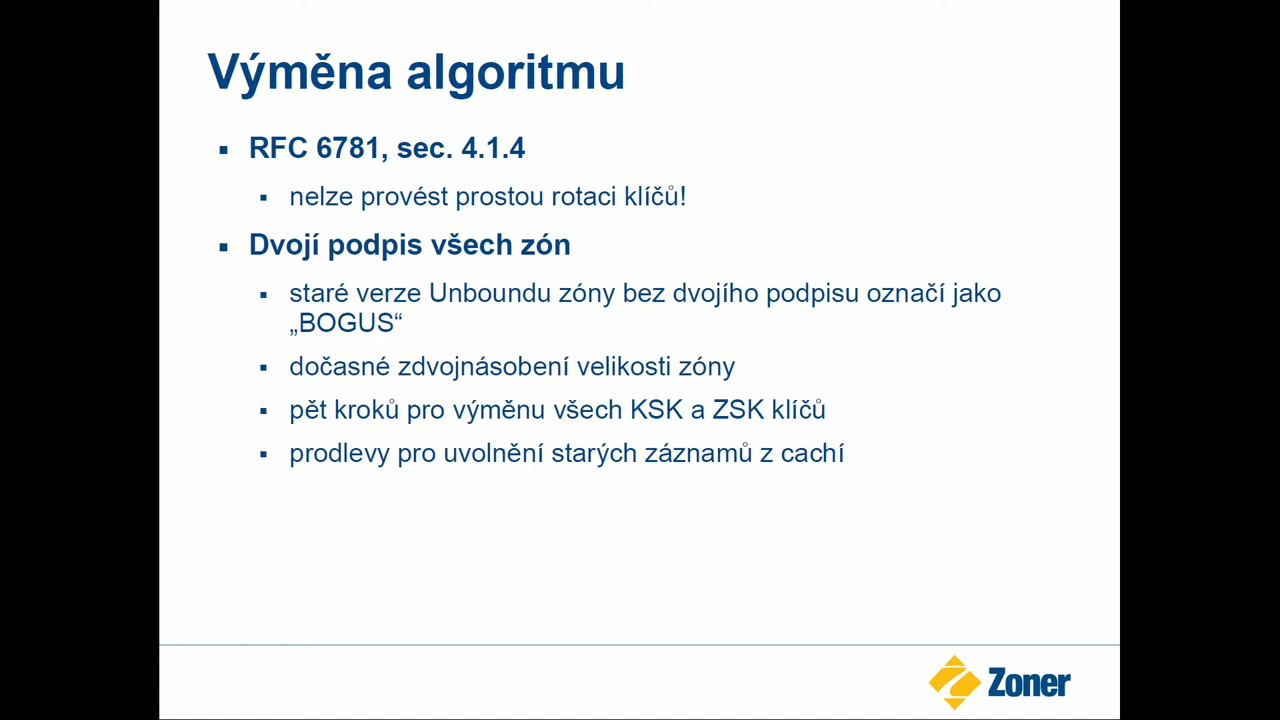 Výměna algoritmu
RFC 6781, sec. 4.1.4
nelze provést prostou rotaci klíčů!
Dvojí podpis všech zón
staré verze Unboundu zóny bez dvojího podpisu označí jako
„BOGUS“
dočasné zdvojnásobení velikosti zóny
pět kroků pro výměnu všech KSK a ZSK klíčů
prodlevy pro uvolnění starých záznamů z cachí
Zoner